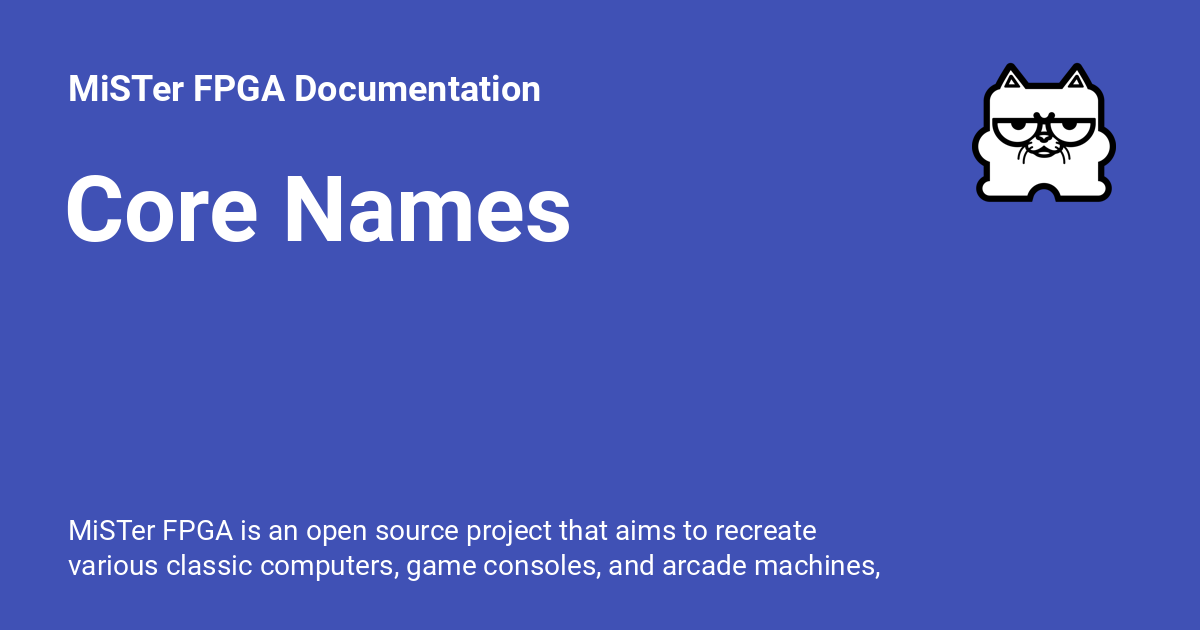 MiSTer FPGA Documentation
Core Names
MiSTer FPGA is an open source project that aims to recreate
various classic computers, game consoles, and arcade machines,